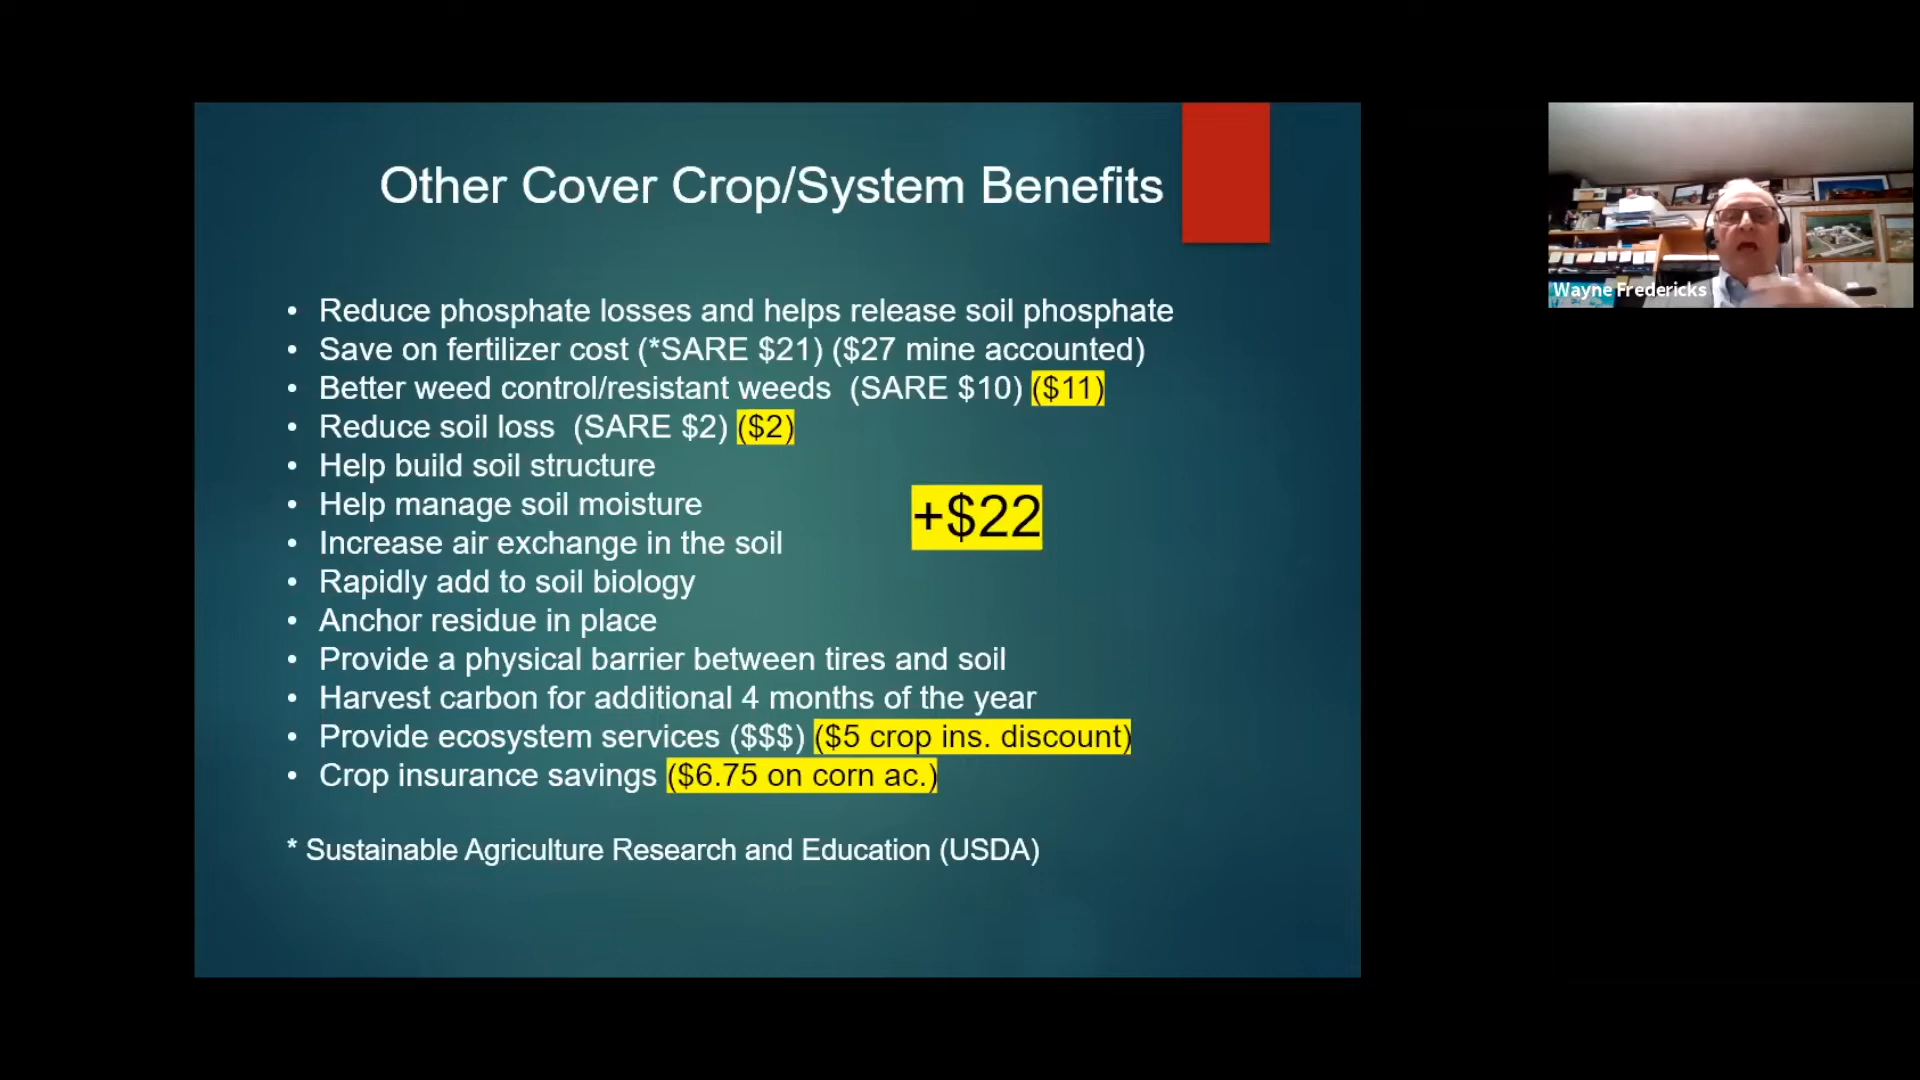 Other Cover Crop/System Benefits
• Reduce phosphate losses and helps release soil phosphate
• Save on fertilizer cost (*SARE $21) ($27 mine accounted)
• Better weed control/resistant weeds (SARE $10) ($11)
• Reduce soil loss (SARE $2) ($2)
• Help build soil structure
• Help manage soil moisture
• Increase air exchange in the soil
• Rapidly add to soil biology
• Anchor residue in place
• Provide a physical barrier between tires and soil
• Harvest carbon for additional 4 months of the year
• Provide ecosystem services ($$$) ($5 crop ins. discount)
• Crop insurance savings ($6.75 on corn ac.)
+$22
* Sustainable Agriculture Research and Education (USDA)
Wayne Fredericks